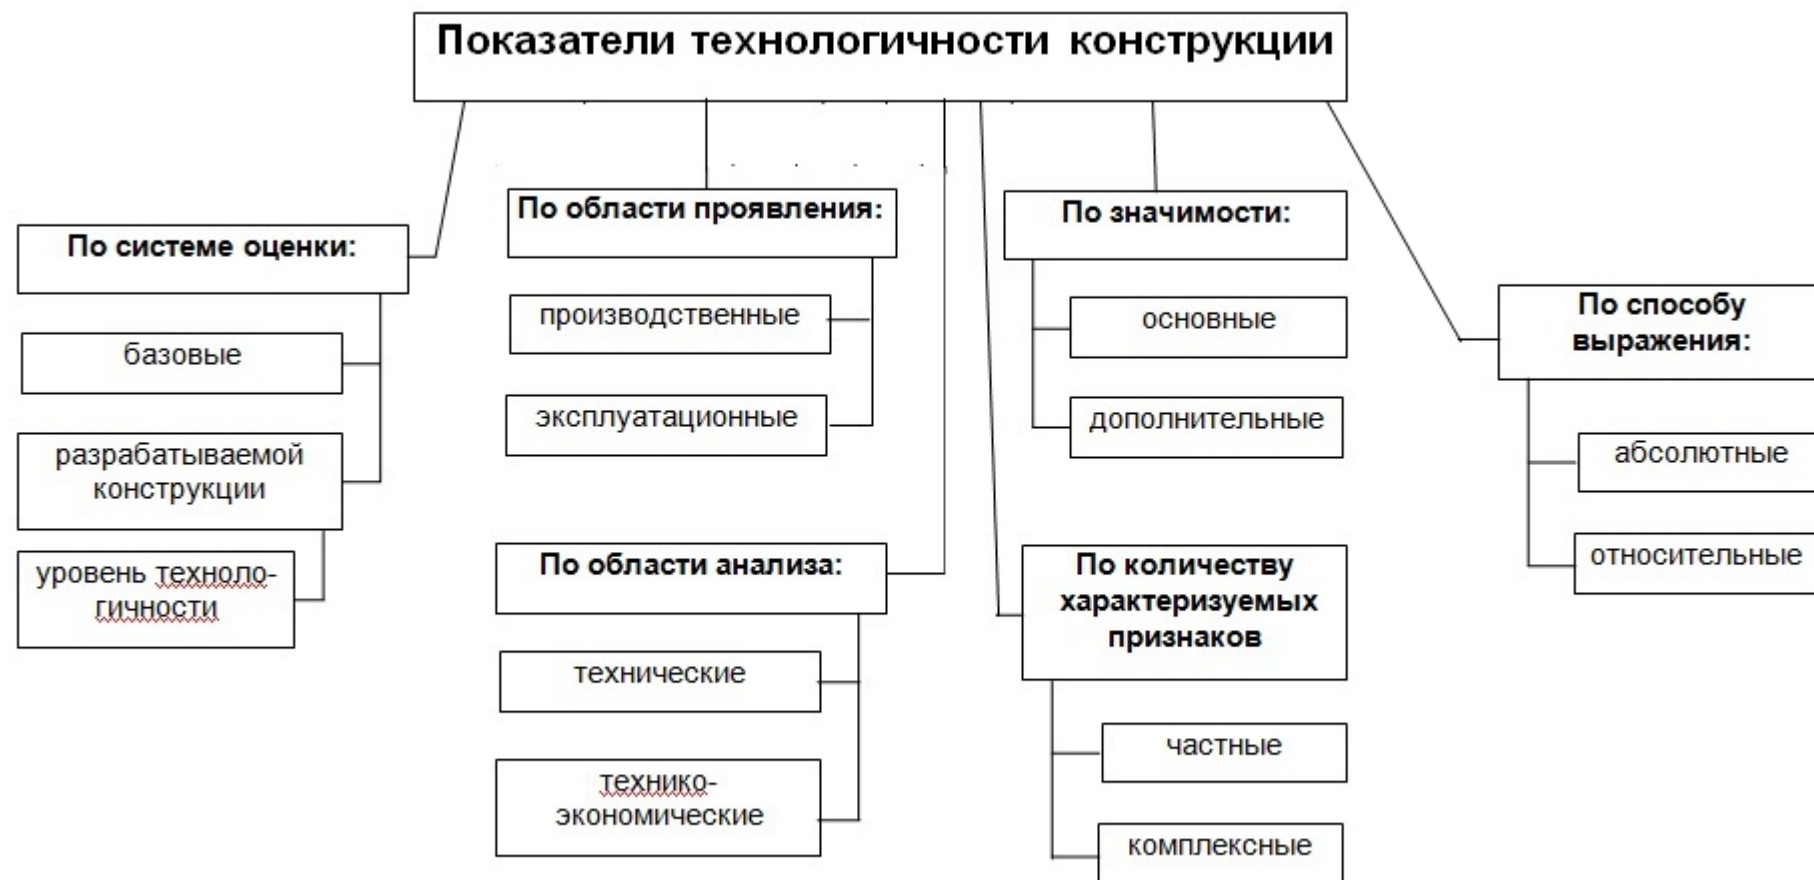 Показатели технологичности конструкции
По системе оценки:
базовые
разрабатываемой
конструкции
уровень техноло-
гичности
По области проявления:
производственные
эксплуатационные
По области анализа:
технические
технико-
экономические
По значимости:
основные
дополнительные
По количеству
характеризуемых
признаков
частные
комплексные
По способу
выражения:
абсолютные
относительные